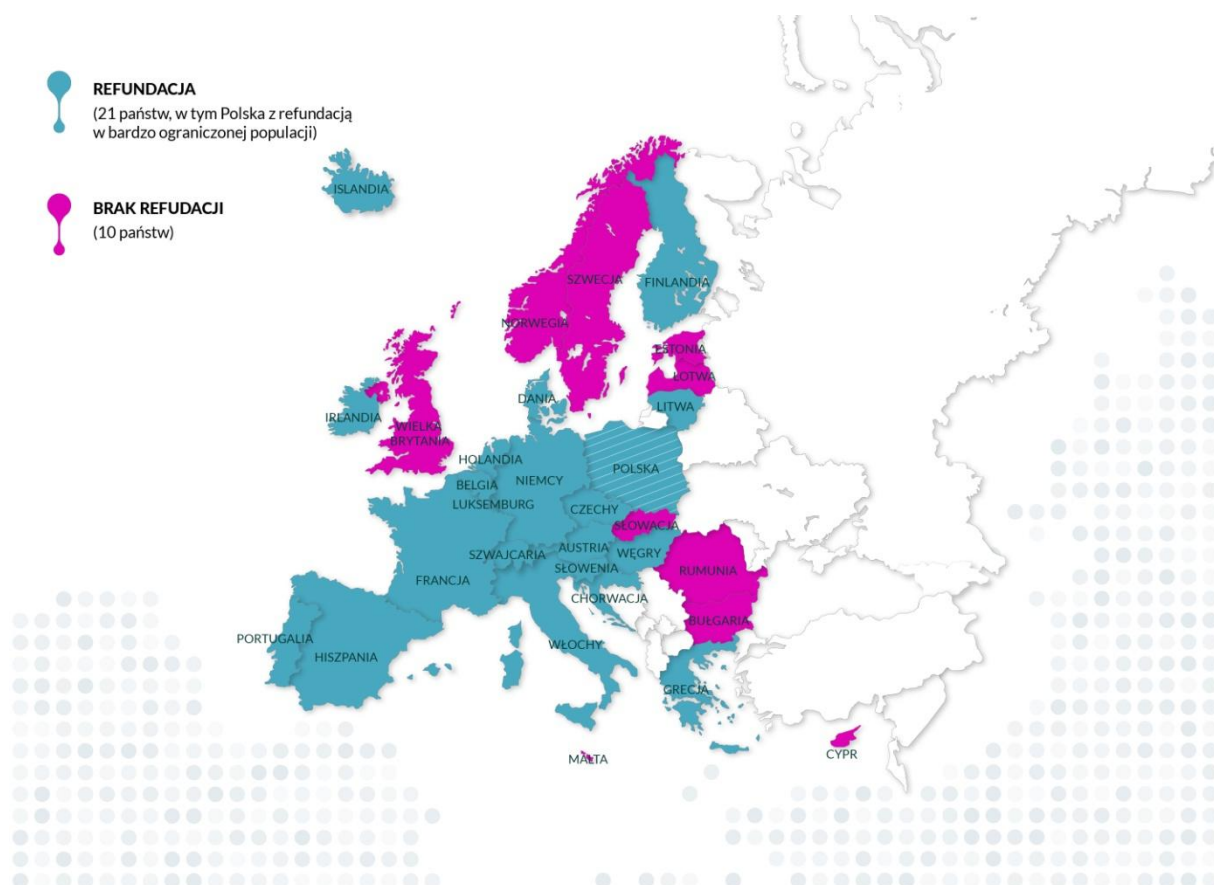 REFUNDACJA
(21 państw, w tym Polska z refundacją
w bardzo ograniczonej populacji)
BRAK REFUDACJI
(10 państw)
ISLANDIA
SZWECJA
FINLANDIA
NORWEGIA
ESTONIA
ŁOTWA
DANIA
LITWA
IRLANDIA
WIELKA
BRYTANIA
HOLANDIA
POLSKA
BELGIA
NIEMCY
LUKSEMBURG
CZECHY
SŁOWACJA
SZWAJCARIA
AUSTRIA
WĘGRY
SŁOWENIA
RUMUNIA
FRANCJA
CHORWACJA
BUŁGARIA
PORTUGALIA
WŁOCHY
HISZPANIA
GRECJA
MALTA
CYPR